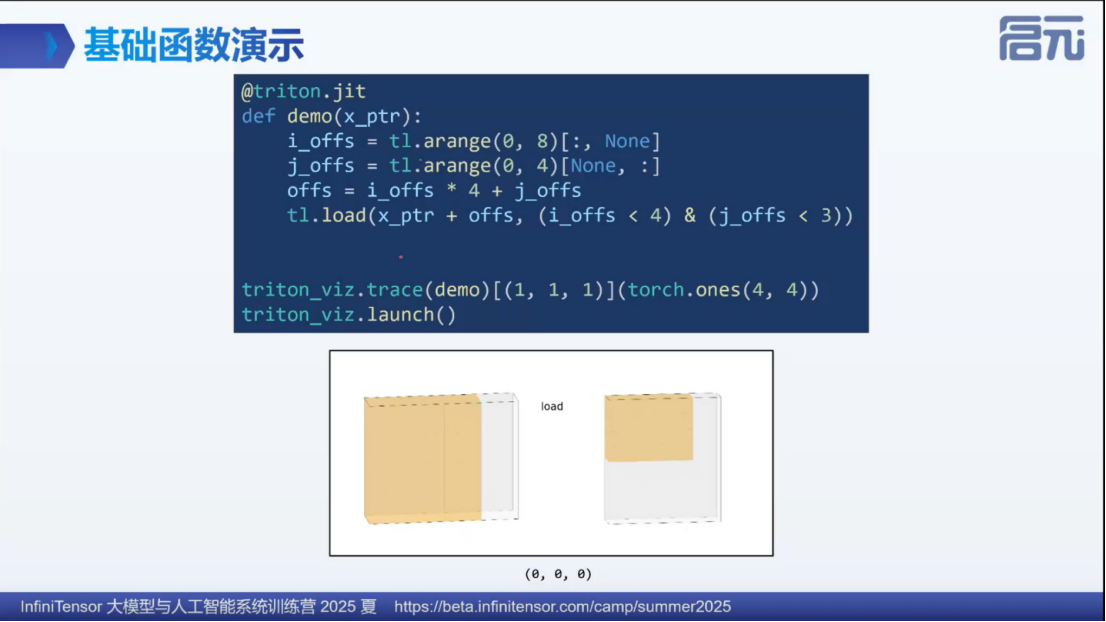 基础函数演示
启元
@triton.jit
def demo(x_ptr):
    i_offs = tl.arange(0, 8)[:, None]
    j_offs = tl.arange(0, 4)[None, :]
    offs = i_offs * 4 + j_offs
    tl.load(x_ptr + offs, (i_offs < 4) & (j_offs < 3))
triton_viz.trace(demo)[(1, 1, 1)](torch.ones(4, 4))
triton_viz.launch()
load
(0, 0, 0)
InfiniTensor 大模型与人工智能系统训练营 2025 夏 https://beta.infinitensor.com/camp/summer2025